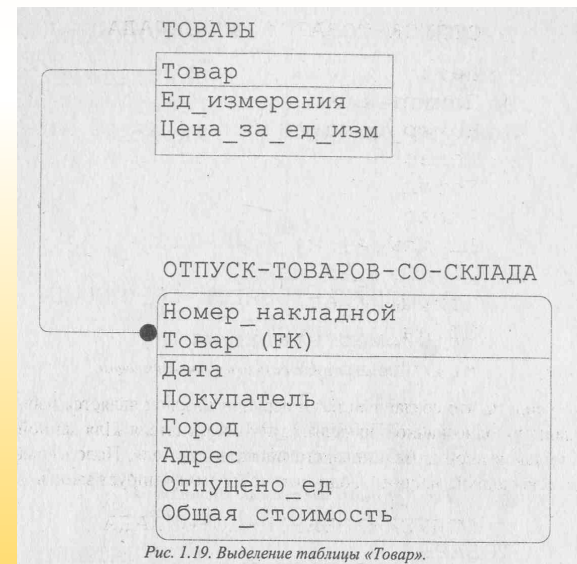 ТОВАРЫ
Товар
Ед_измерения
Цена_за_ед_изм
ОТПУСК-ТОВАРОВ-СО-СКЛАДА
Номер_накладной
Товар (FK)
Дата
Покупатель
Город
Адрес
Отпущено_ед
Общая_стоимость
Рис. 1.19. Выделение таблицы «Товар».